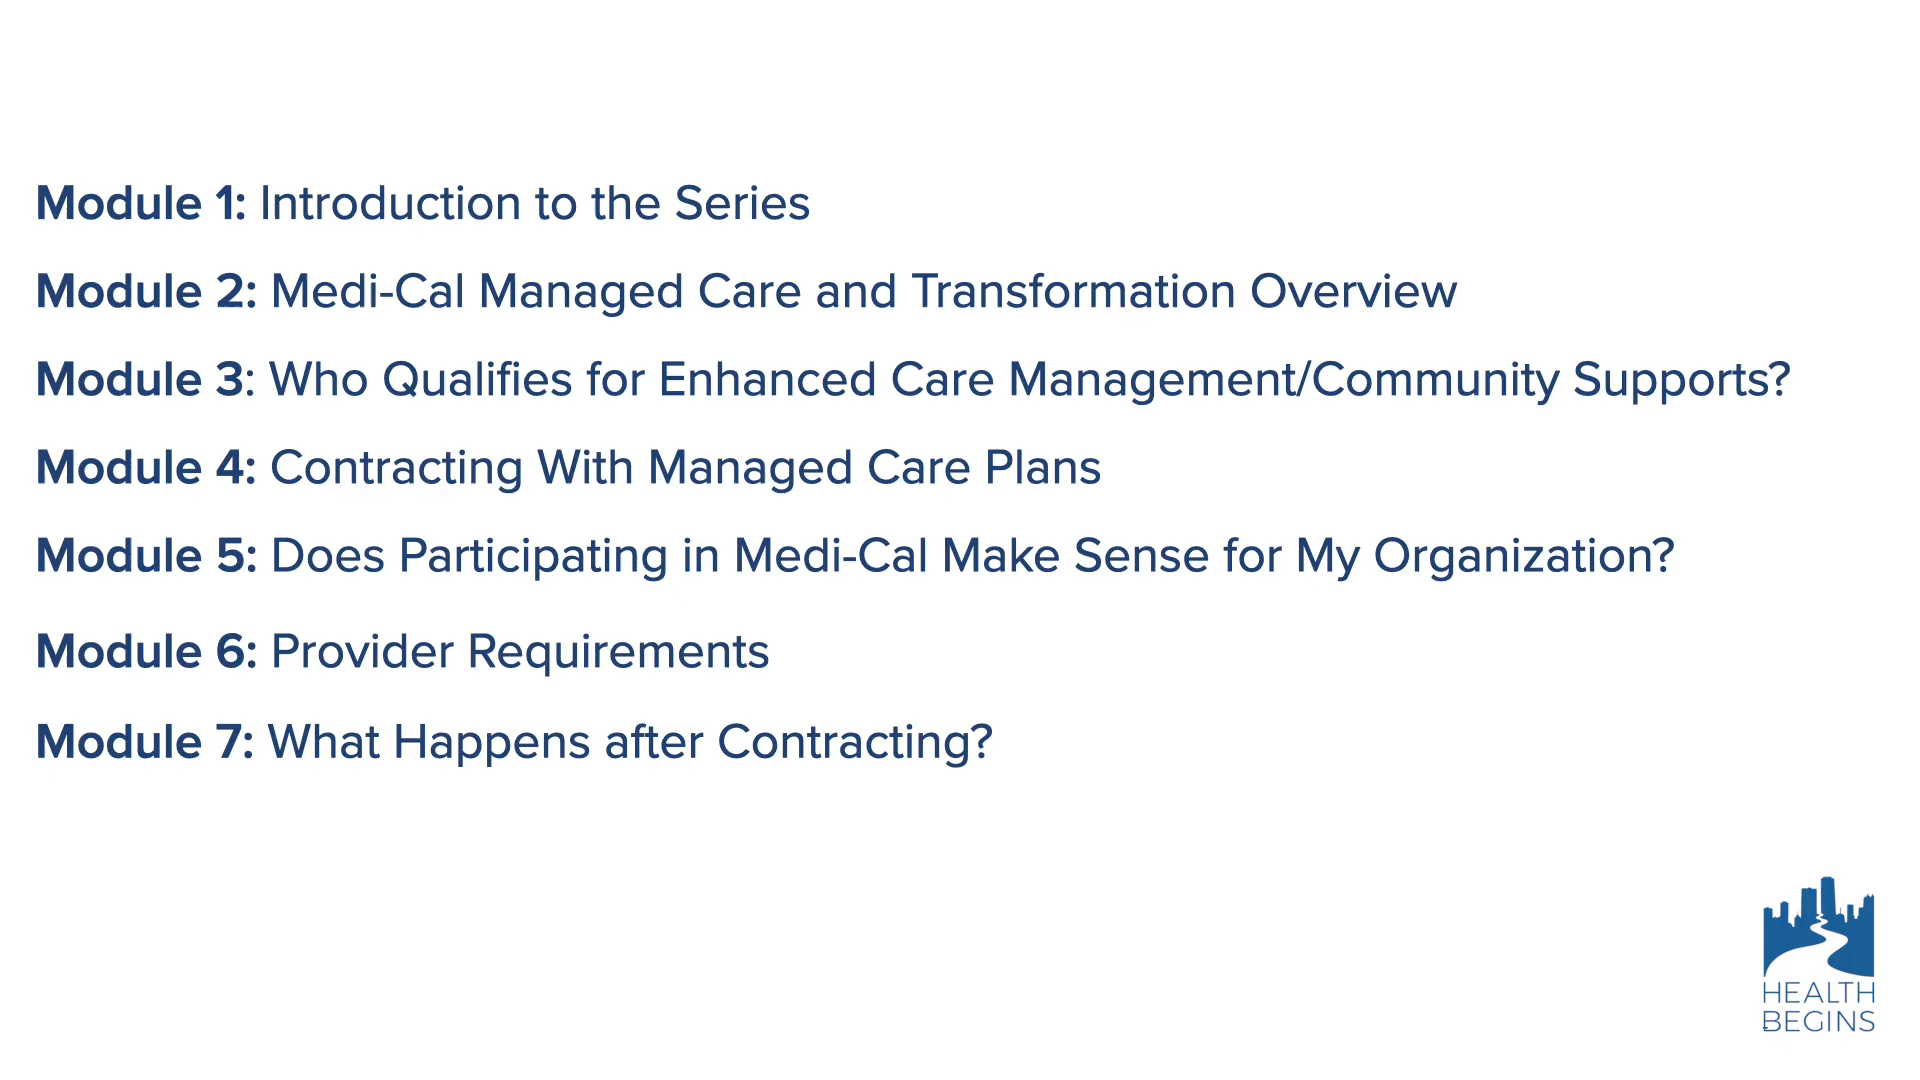 Module 1: Introduction to the Series
Module 2: Medi-Cal Managed Care and Transformation Overview
Module 3: Who Qualifies for Enhanced Care Management/Community Supports?
Module 4: Contracting With Managed Care Plans
Module 5: Does Participating in Medi-Cal Make Sense for My Organization?
Module 6: Provider Requirements
Module 7: What Happens after Contracting?
HEALTH
BEGINS